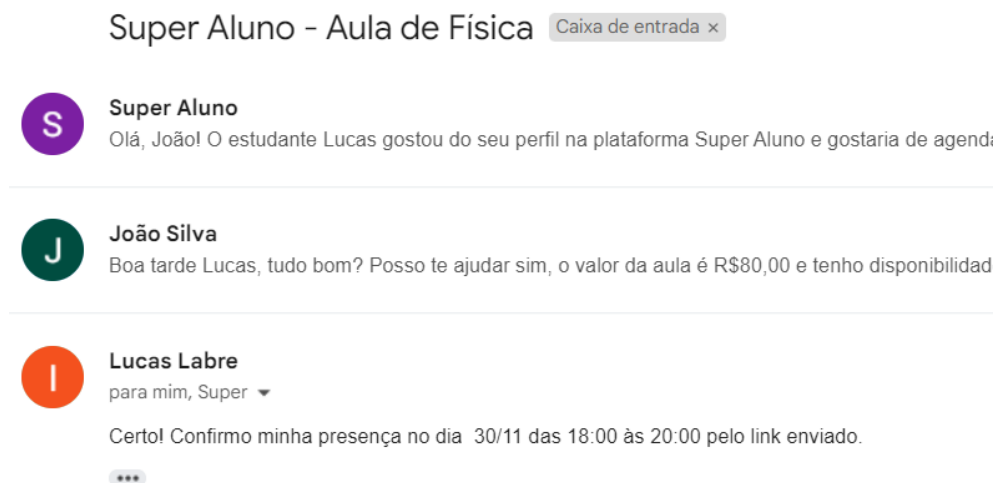 Super Aluno - Aula de Física Caixa de entrada ×
S
Super Aluno
Olá, João! O estudante Lucas gostou do seu perfil na plataforma Super Aluno e gostaria de agenda
J
João Silva
Boa tarde Lucas, tudo bom? Posso te ajudar sim, o valor da aula é R$80,00 e tenho disponibilidad
l
Lucas Labre
para mim, Super
Certo! Confirmo minha presença no dia 30/11 das 18:00 às 20:00 pelo link enviado.
•••